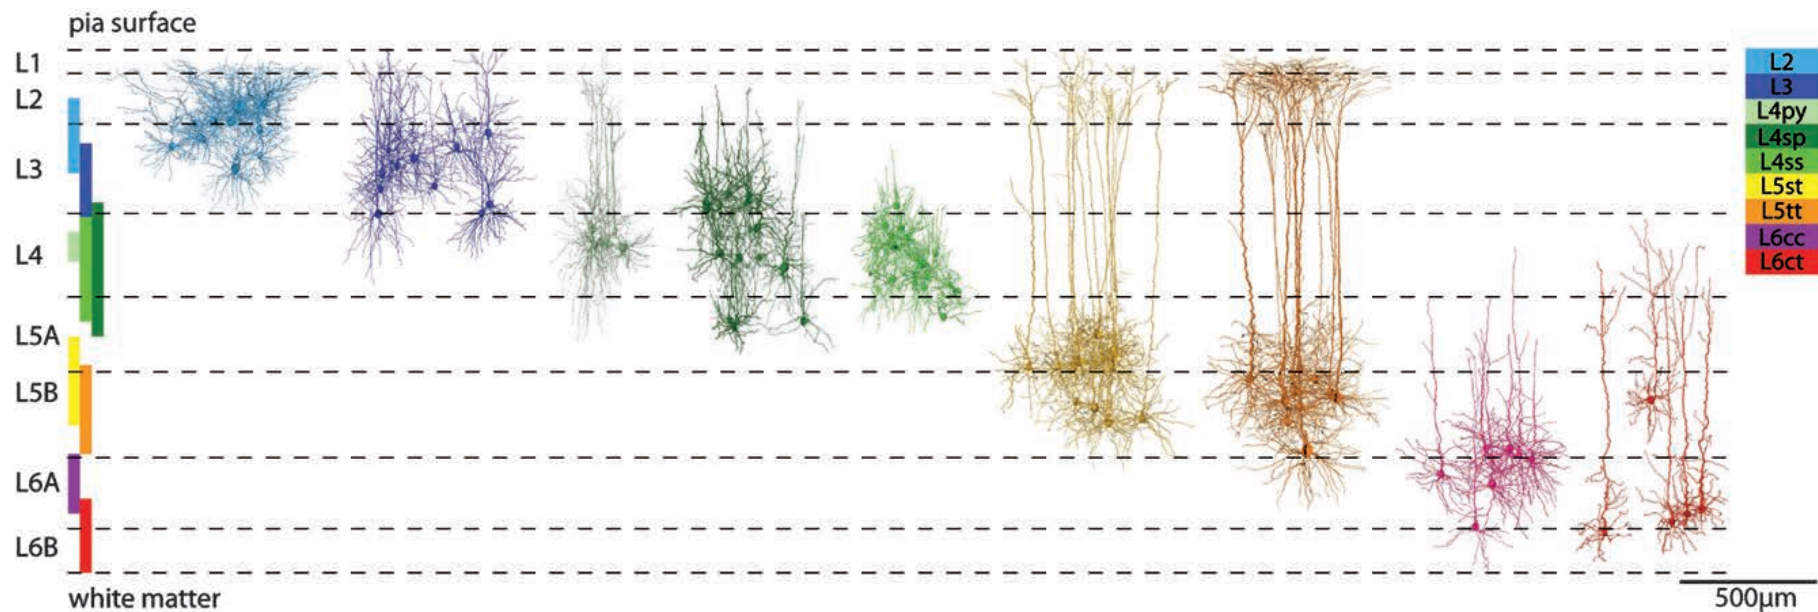 pia surface
L1
L2
L3
L4
L5A
L5B
L6A
L6B
white matter
L2
L3
L4py
L4sp
L4ss
L5st
L5tt
L6cc
L6ct
500μm